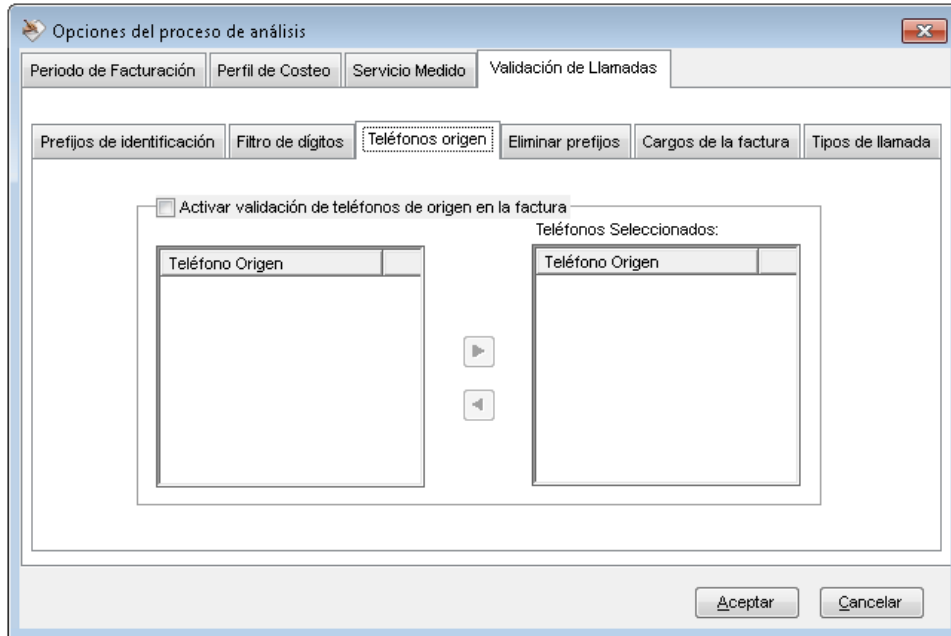 Opciones del proceso de análisis
Periodo de Facturación Perfil de Costeo Servicio Medido Validación de Llamadas
Prefijos de identificación Filtro de dígitos Teléfonos origen Eliminar prefijos Cargos de la factura Tipos de llamada
Activar validación de teléfonos de origen en la factura
Teléfonos Seleccionados:
Teléfono Origen Teléfono Origen
Aceptar Cancelar